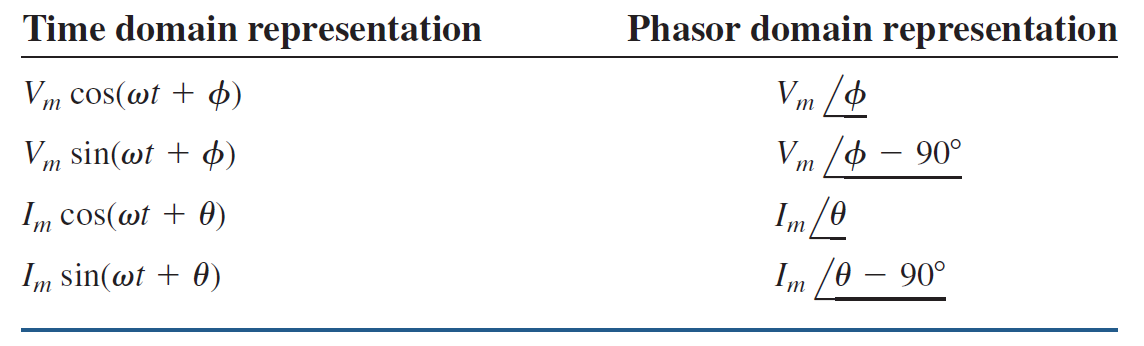 Time domain representation Phasor domain representation
Vm cos(ωt + ϕ) Vm /ϕ
Vm sin(ωt + ϕ) Vm /ϕ − 90°
Im cos(ωt + θ) Im /θ
Im sin(ωt + θ) Im /θ − 90°